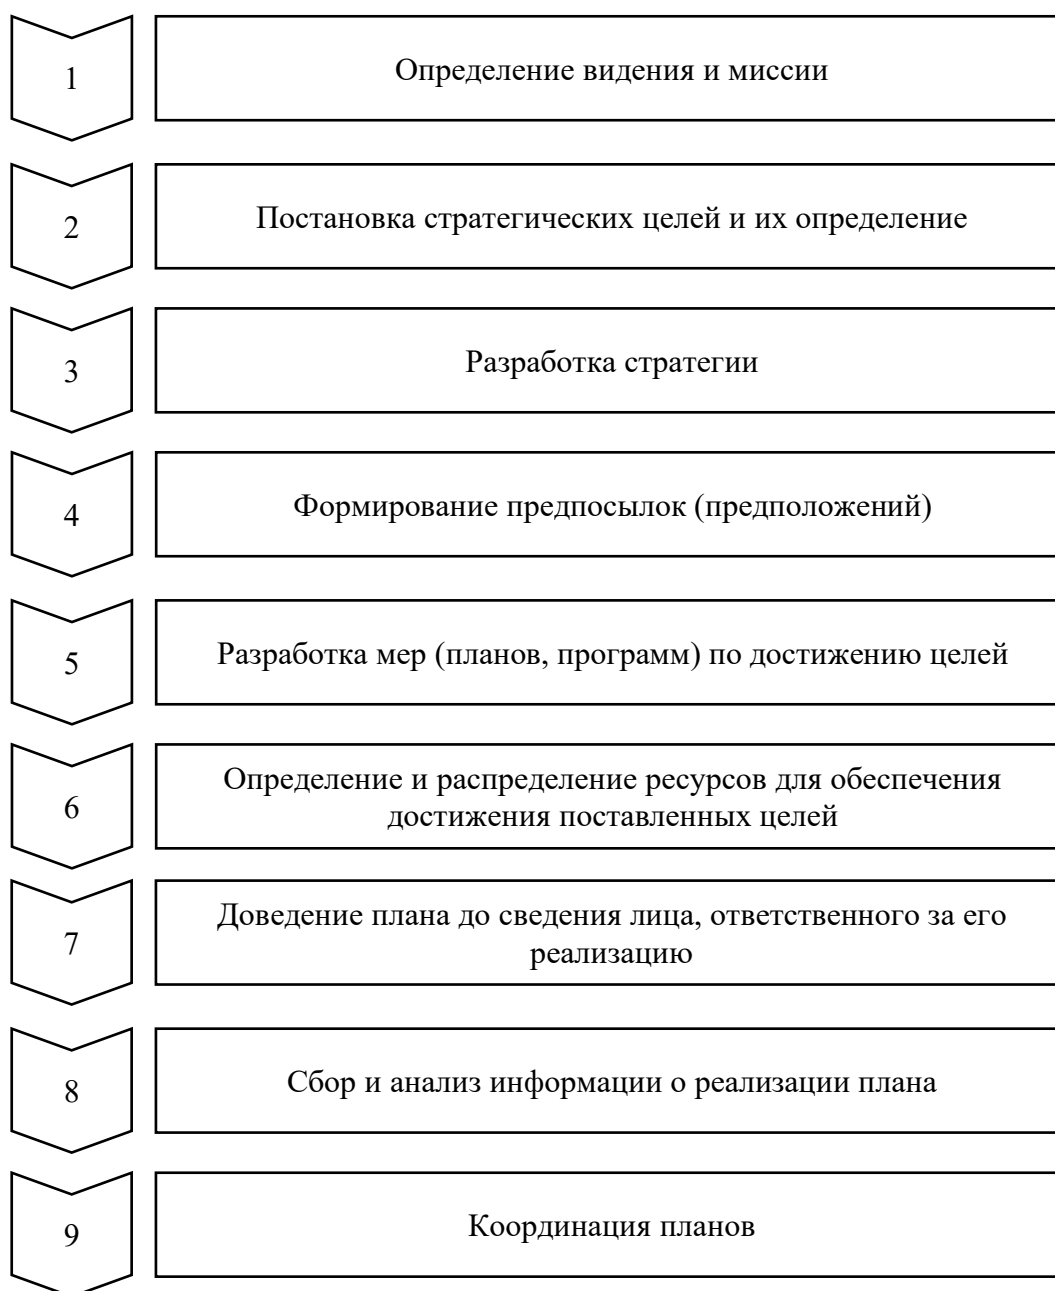 1
Определение видения и миссии
2
Постановка стратегических целей и их определение
3
Разработка стратегии
4
Формирование предпосылок (предположений)
5
Разработка мер (планов, программ) по достижению целей
6
Определение и распределение ресурсов для обеспечения
достижения поставленных целей
7
Доведение плана до сведения лица, ответственного за его
реализацию
8
Сбор и анализ информации о реализации плана
9
Координация планов